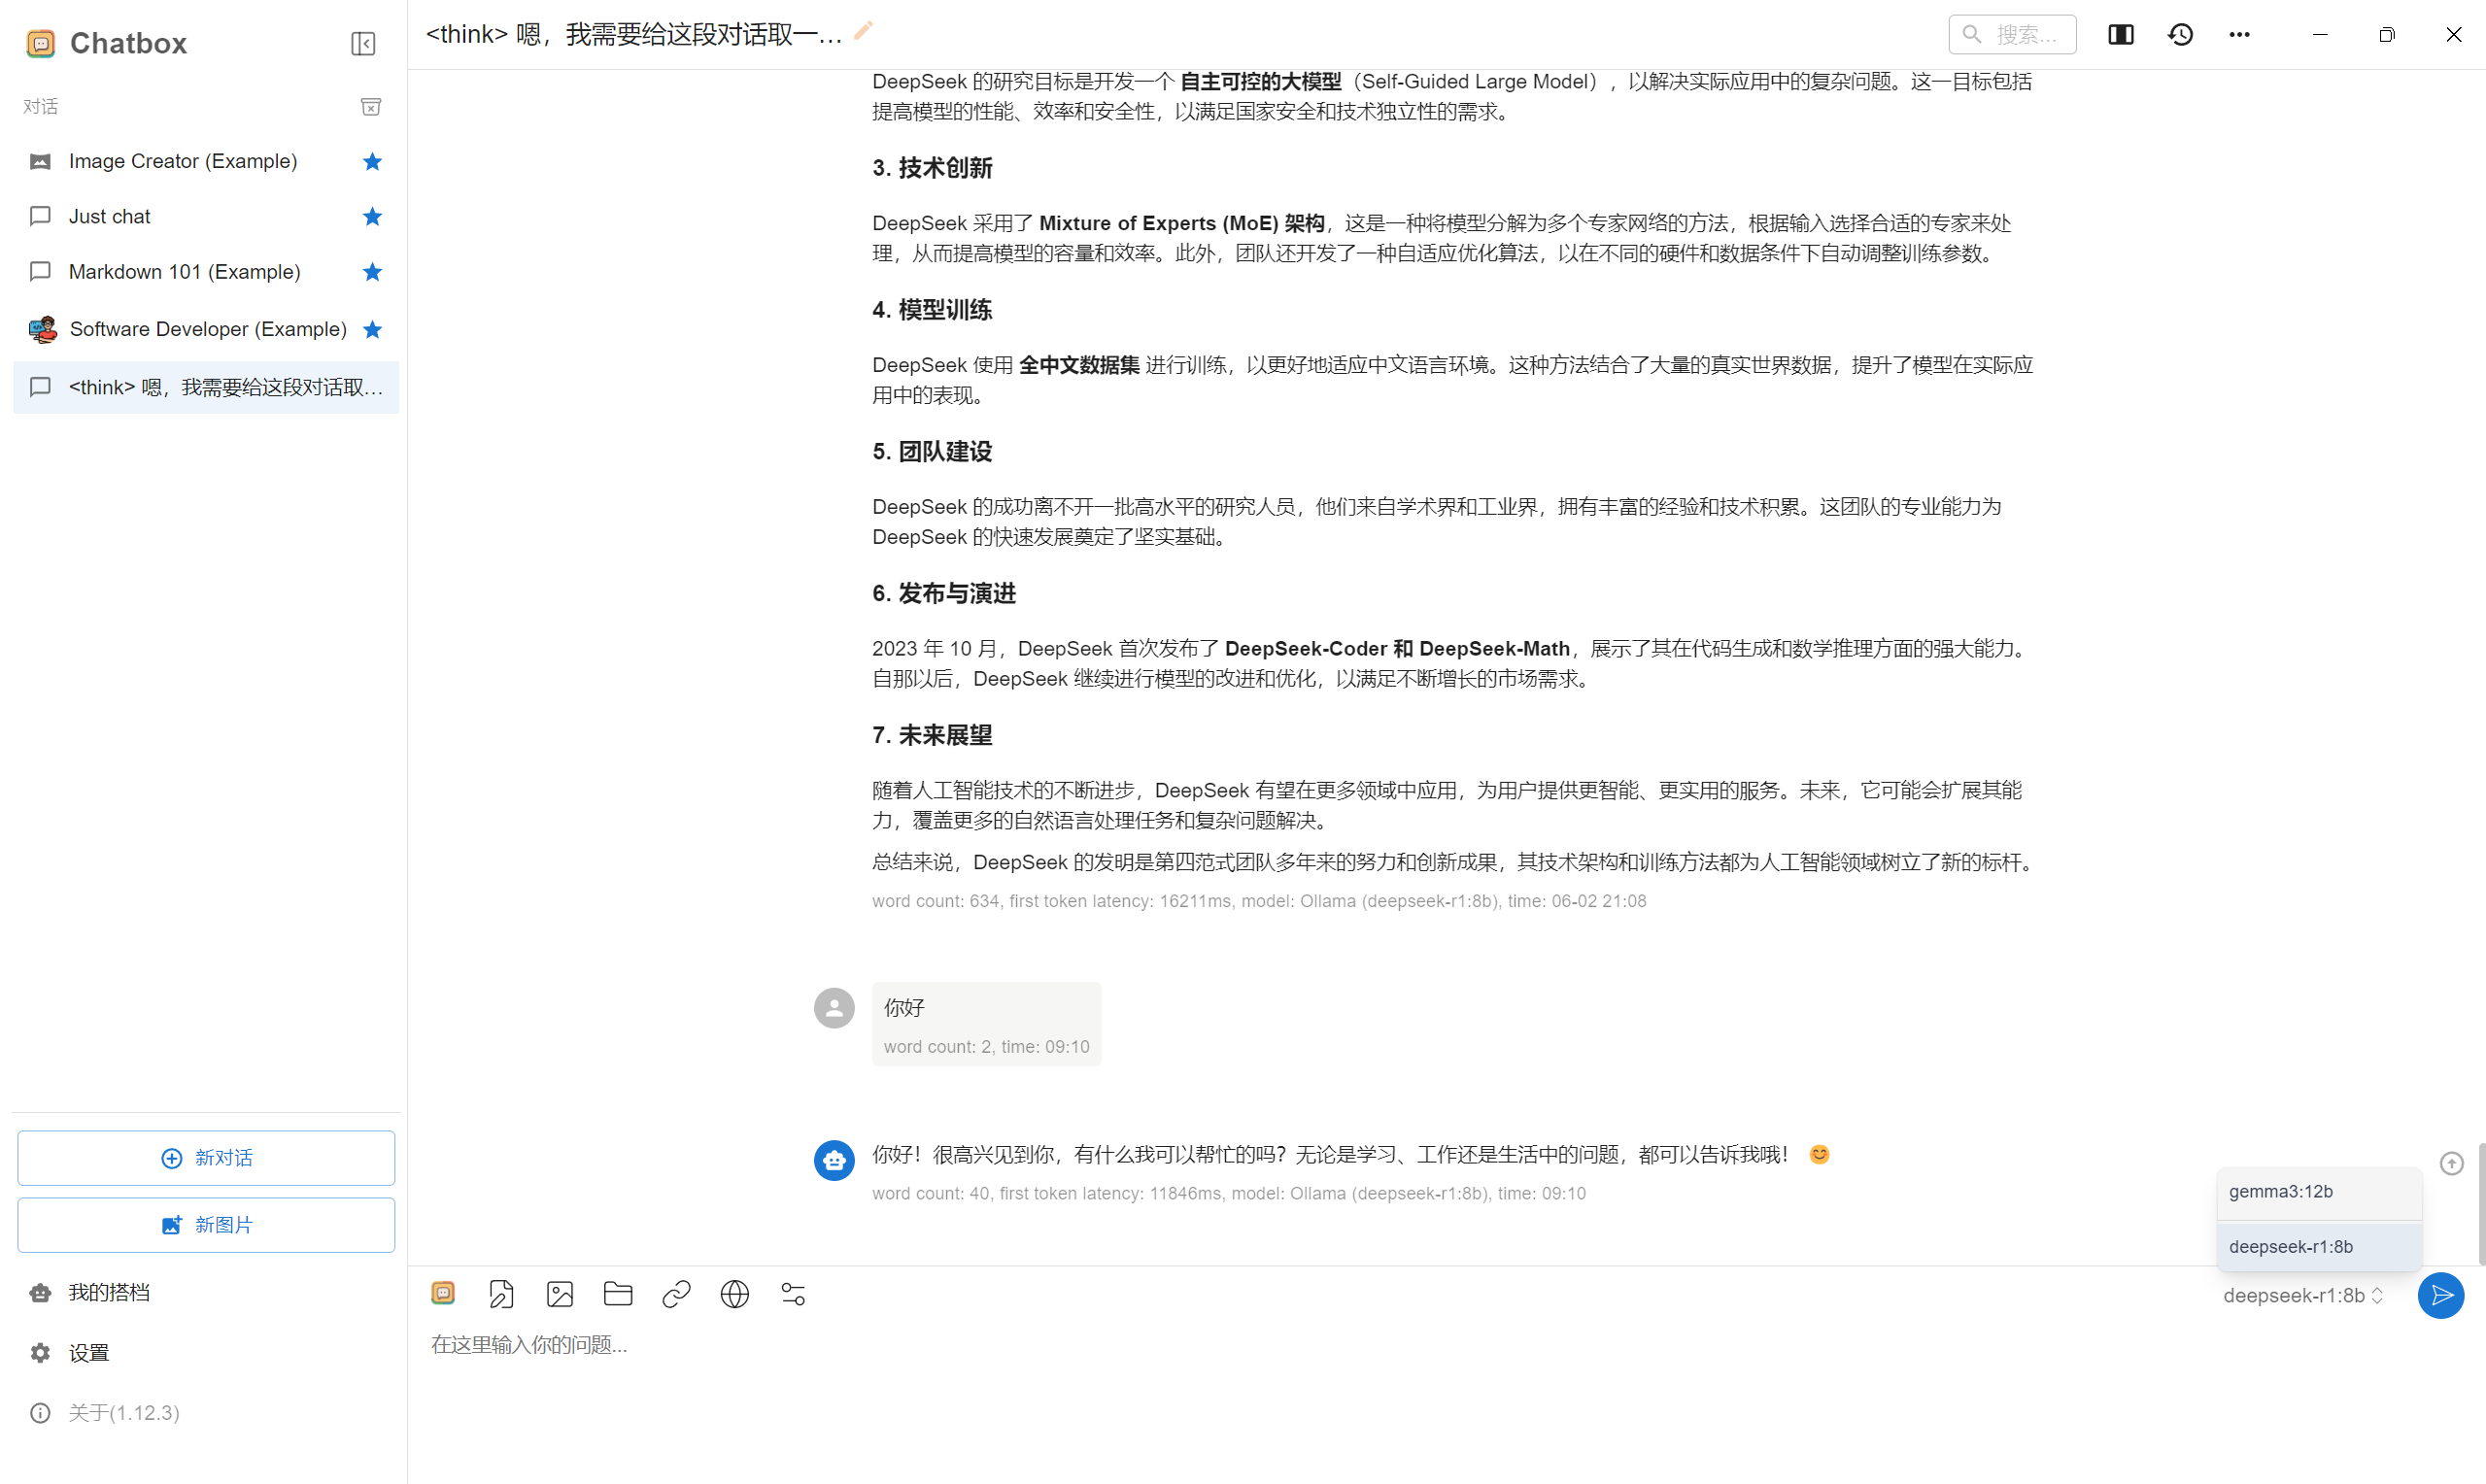 Chatbox
对话
Image Creator (Example)
Just chat
Markdown 101 (Example)
Software Developer (Example)
<think> 嗯，我需要给这段对话取...
新对话
新图片
我的搭档
设置
关于(1.12.3)
<think> 嗯，我需要给这段对话取一...
搜索...
DeepSeek 的研究目标是开发一个 自主可控的大模型（Self-Guided Large Model），以解决实际应用中的复杂问题。这一目标包括
提高模型的性能、效率和安全性，以满足国家安全和技术独立性的需求。
3. 技术创新
DeepSeek 采用了 Mixture of Experts (MoE) 架构，这是一种将模型分解为多个专家网络的方法，根据输入选择合适的专家来处
理，从而提高模型的容量和效率。此外，团队还开发了一种自适应优化算法，以在不同的硬件和数据条件下自动调整训练参数。
4. 模型训练
DeepSeek 使用 全中文数据集 进行训练，以更好地适应中文语言环境。这种方法结合了大量的真实世界数据，提升了模型在实际应
用中的表现。
5. 团队建设
DeepSeek 的成功离不开一批高水平的研究人员，他们来自学术界和工业界，拥有丰富的经验和技术积累。这团队的专业能力为
DeepSeek 的快速发展奠定了坚实基础。
6. 发布与演进
2023 年 10 月，DeepSeek 首次发布了 DeepSeek-Coder 和 DeepSeek-Math，展示了其在代码生成和数学推理方面的强大能力。
自那以后，DeepSeek 继续进行模型的改进和优化，以满足不断增长的市场需求。
7. 未来展望
随着人工智能技术的不断进步，DeepSeek 有望在更多领域中应用，为用户提供更智能、更实用的服务。未来，它可能会扩展其能
力，覆盖更多的自然语言处理任务和复杂问题解决。
总结来说，DeepSeek 的发明是第四范式团队多年来的努力和创新成果，其技术架构和训练方法都为人工智能领域树立了新的标杆。
word count: 634, first token latency: 16211ms, model: Ollama (deepseek-r1:8b), time: 06-02 21:08
你好
word count: 2, time: 09:10
你好！很高兴见到你，有什么我可以帮忙的吗？无论是学习、工作还是生活中的问题，都可以告诉我哦！ 😊
word count: 40, first token latency: 11846ms, model: Ollama (deepseek-r1:8b), time: 09:10
gemma3:12b
deepseek-r1:8b
deepseek-r1:8b
在这里输入你的问题...